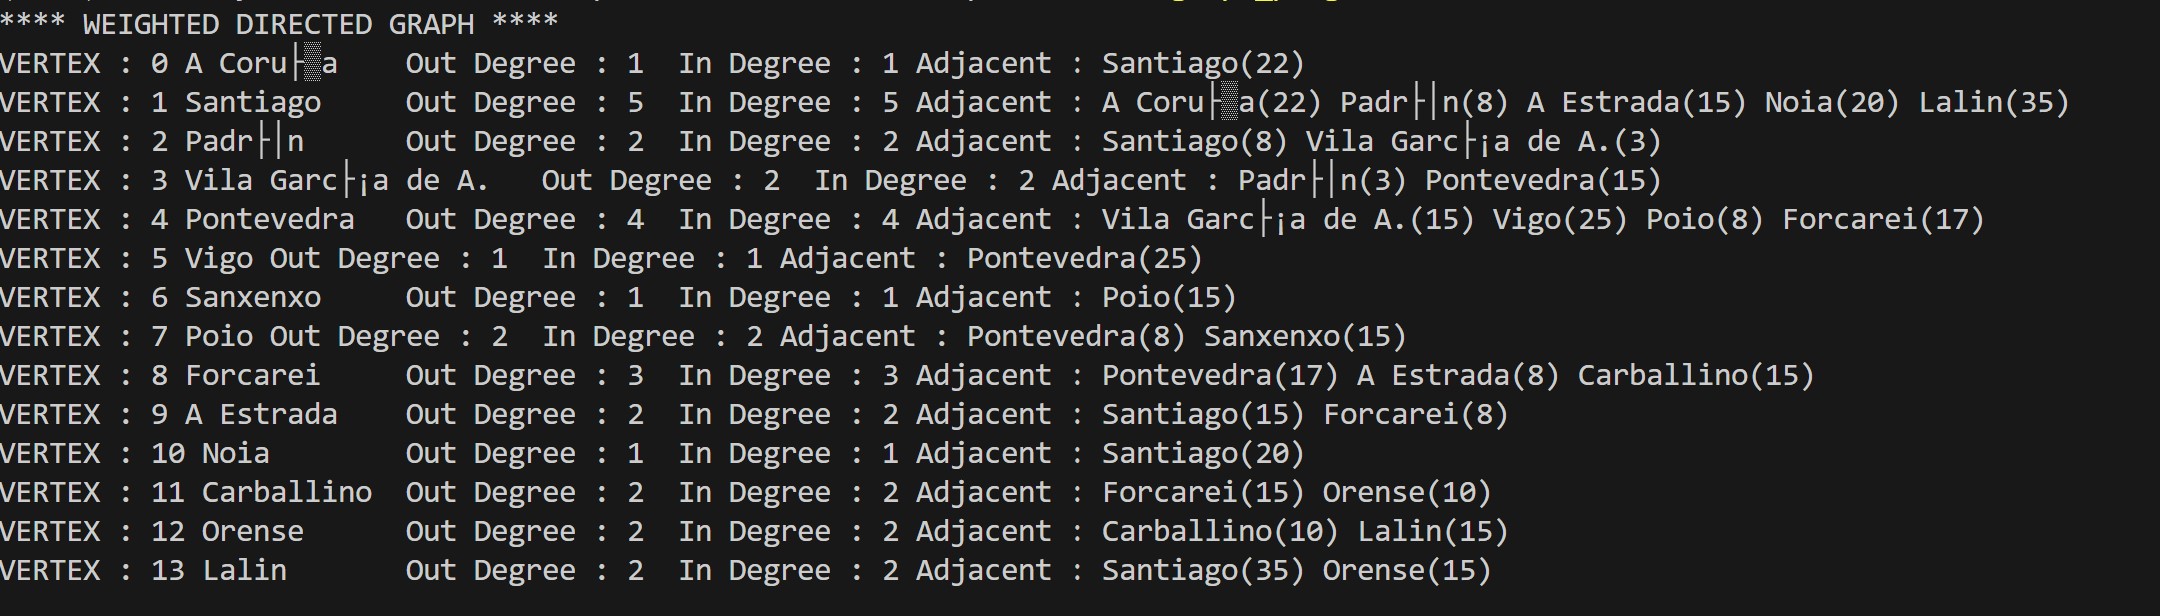 **** WEIGHTED DIRECTED GRAPH ****
VERTEX : 0 A Coru├▒a    Out Degree : 1  In Degree : 1 Adjacent : Santiago(22)
VERTEX : 1 Santiago     Out Degree : 5  In Degree : 5 Adjacent : A Coru├▒a(22) Padr├│n(8) A Estrada(15) Noia(20) Lalin(35)
VERTEX : 2 Padr├│n      Out Degree : 2  In Degree : 2 Adjacent : Santiago(8) Vila Garc├¡a de A.(3)
VERTEX : 3 Vila Garc├¡a de A.   Out Degree : 2  In Degree : 2 Adjacent : Padr├│n(3) Pontevedra(15)
VERTEX : 4 Pontevedra   Out Degree : 4  In Degree : 4 Adjacent : Vila Garc├¡a de A.(15) Vigo(25) Poio(8) Forcarei(17)
VERTEX : 5 Vigo Out Degree : 1  In Degree : 1 Adjacent : Pontevedra(25)
VERTEX : 6 Sanxenxo     Out Degree : 1  In Degree : 1 Adjacent : Poio(15)
VERTEX : 7 Poio Out Degree : 2  In Degree : 2 Adjacent : Pontevedra(8) Sanxenxo(15)
VERTEX : 8 Forcarei     Out Degree : 3  In Degree : 3 Adjacent : Pontevedra(17) A Estrada(8) Carballino(15)
VERTEX : 9 A Estrada    Out Degree : 2  In Degree : 2 Adjacent : Santiago(15) Forcarei(8)
VERTEX : 10 Noia        Out Degree : 1  In Degree : 1 Adjacent : Santiago(20)
VERTEX : 11 Carballino  Out Degree : 2  In Degree : 2 Adjacent : Forcarei(15) Orense(10)
VERTEX : 12 Orense      Out Degree : 2  In Degree : 2 Adjacent : Carballino(10) Lalin(15)
VERTEX : 13 Lalin       Out Degree : 2  In Degree : 2 Adjacent : Santiago(35) Orense(15)